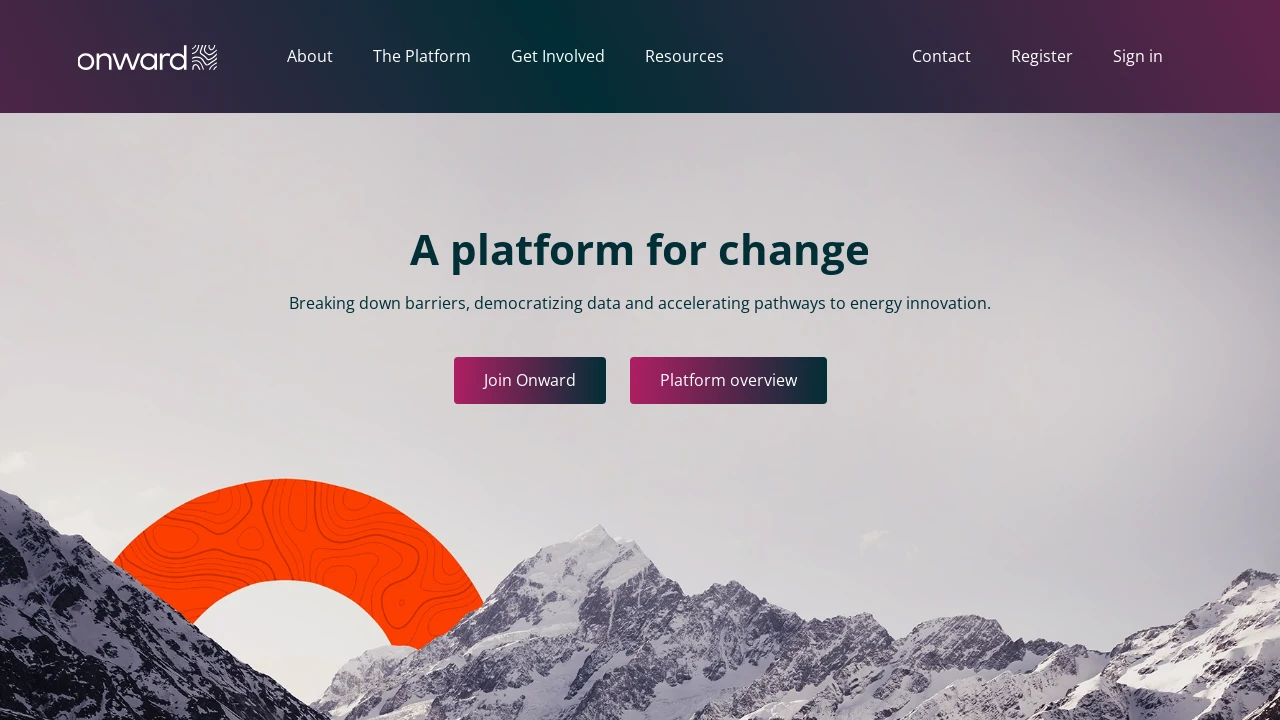 onward
About
The Platform
Get Involved
Resources
Contact
Register
Sign in
A platform for change
Breaking down barriers, democratizing data and accelerating pathways to energy innovation.
Join Onward
Platform overview